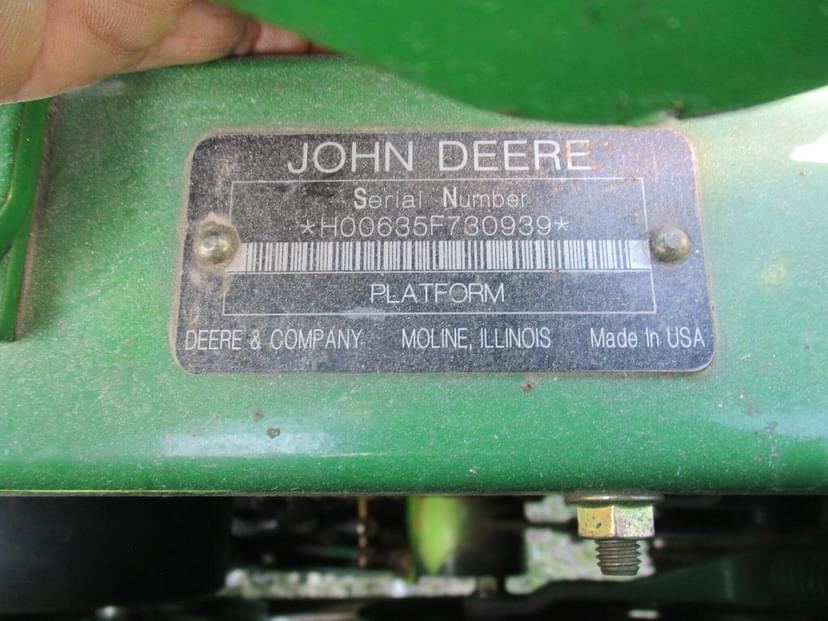 JOHN DEERE
Serial Number
*H00635F730939*
PLATFORM
DEERE & COMPANY MOLINE, ILLINOIS Made In USA